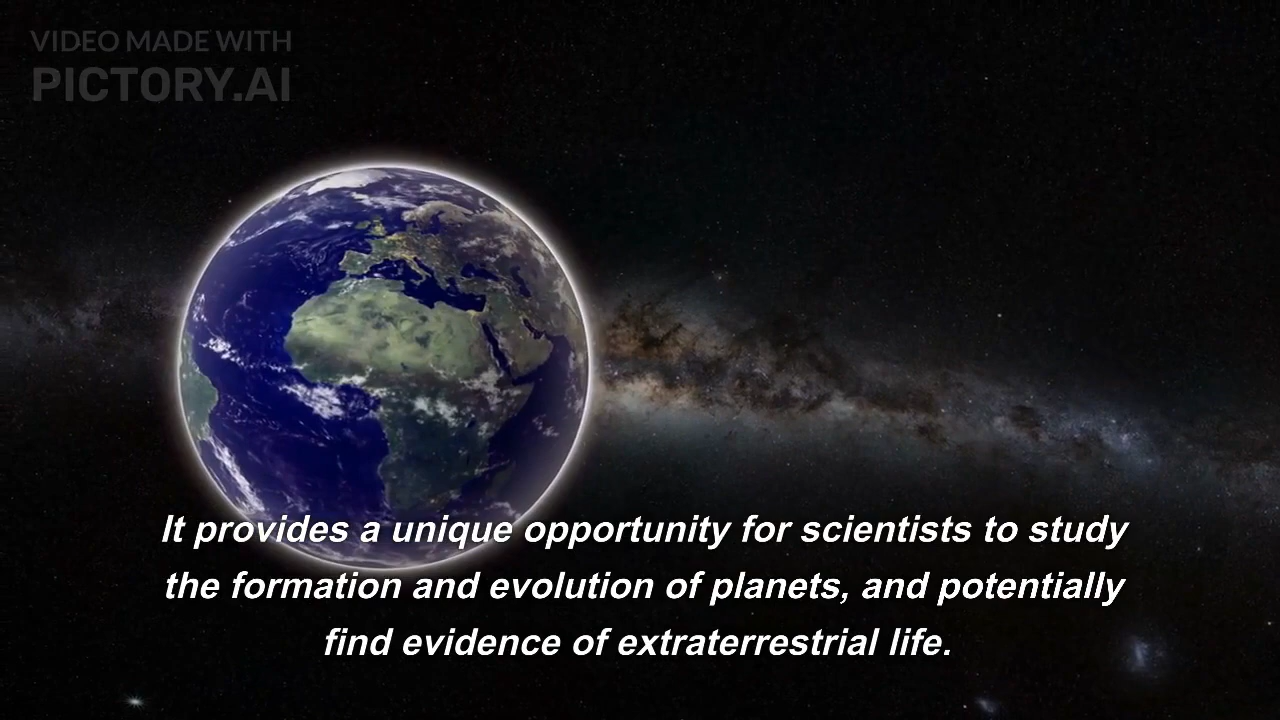 VIDEO MADE WITH
PICTORY.AI
It provides a unique opportunity for scientists to study
the formation and evolution of planets, and potentially
find evidence of extraterrestrial life.